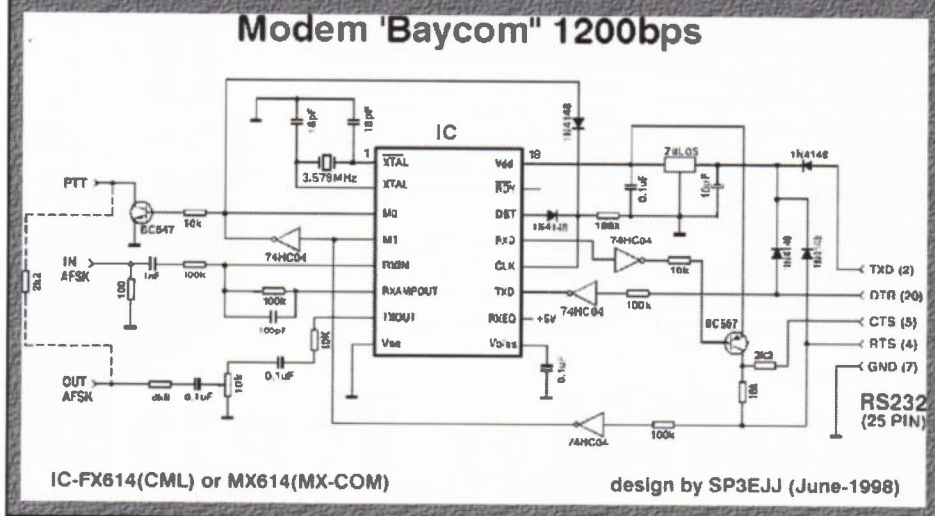 Modem 'Baycom" 1200bps
IC
18pF
18pF
1
18
3.579MHz
XTAL
XTAL
M0
M1
RXIN
RXAMPOUT
TXOUT
Vss
Vdd
RDY
DET
RXD
CLK
TXD
RXEQ
Vbias
+5V
1N4148
78L05
1N4148
0.1uF
10uF
1N4148
100k
74HC04
10k
1N4148
74HC04
100k
PTT
BC547
10k
74HC04
2k2
IN
AFSK
100
1nF
100k
100k
100pF
10K
0.1uF
OUT
AFSK
0.1uF
10k
0.1uF
74HC04
100k
10k
TXD (2)
DTR (20)
CTS (5)
RTS (4)
GND (7)
RS232
(25 PIN)
IC-FX614(CML) or MX614(MX-COM)
design by SP3EJJ (June-1998)